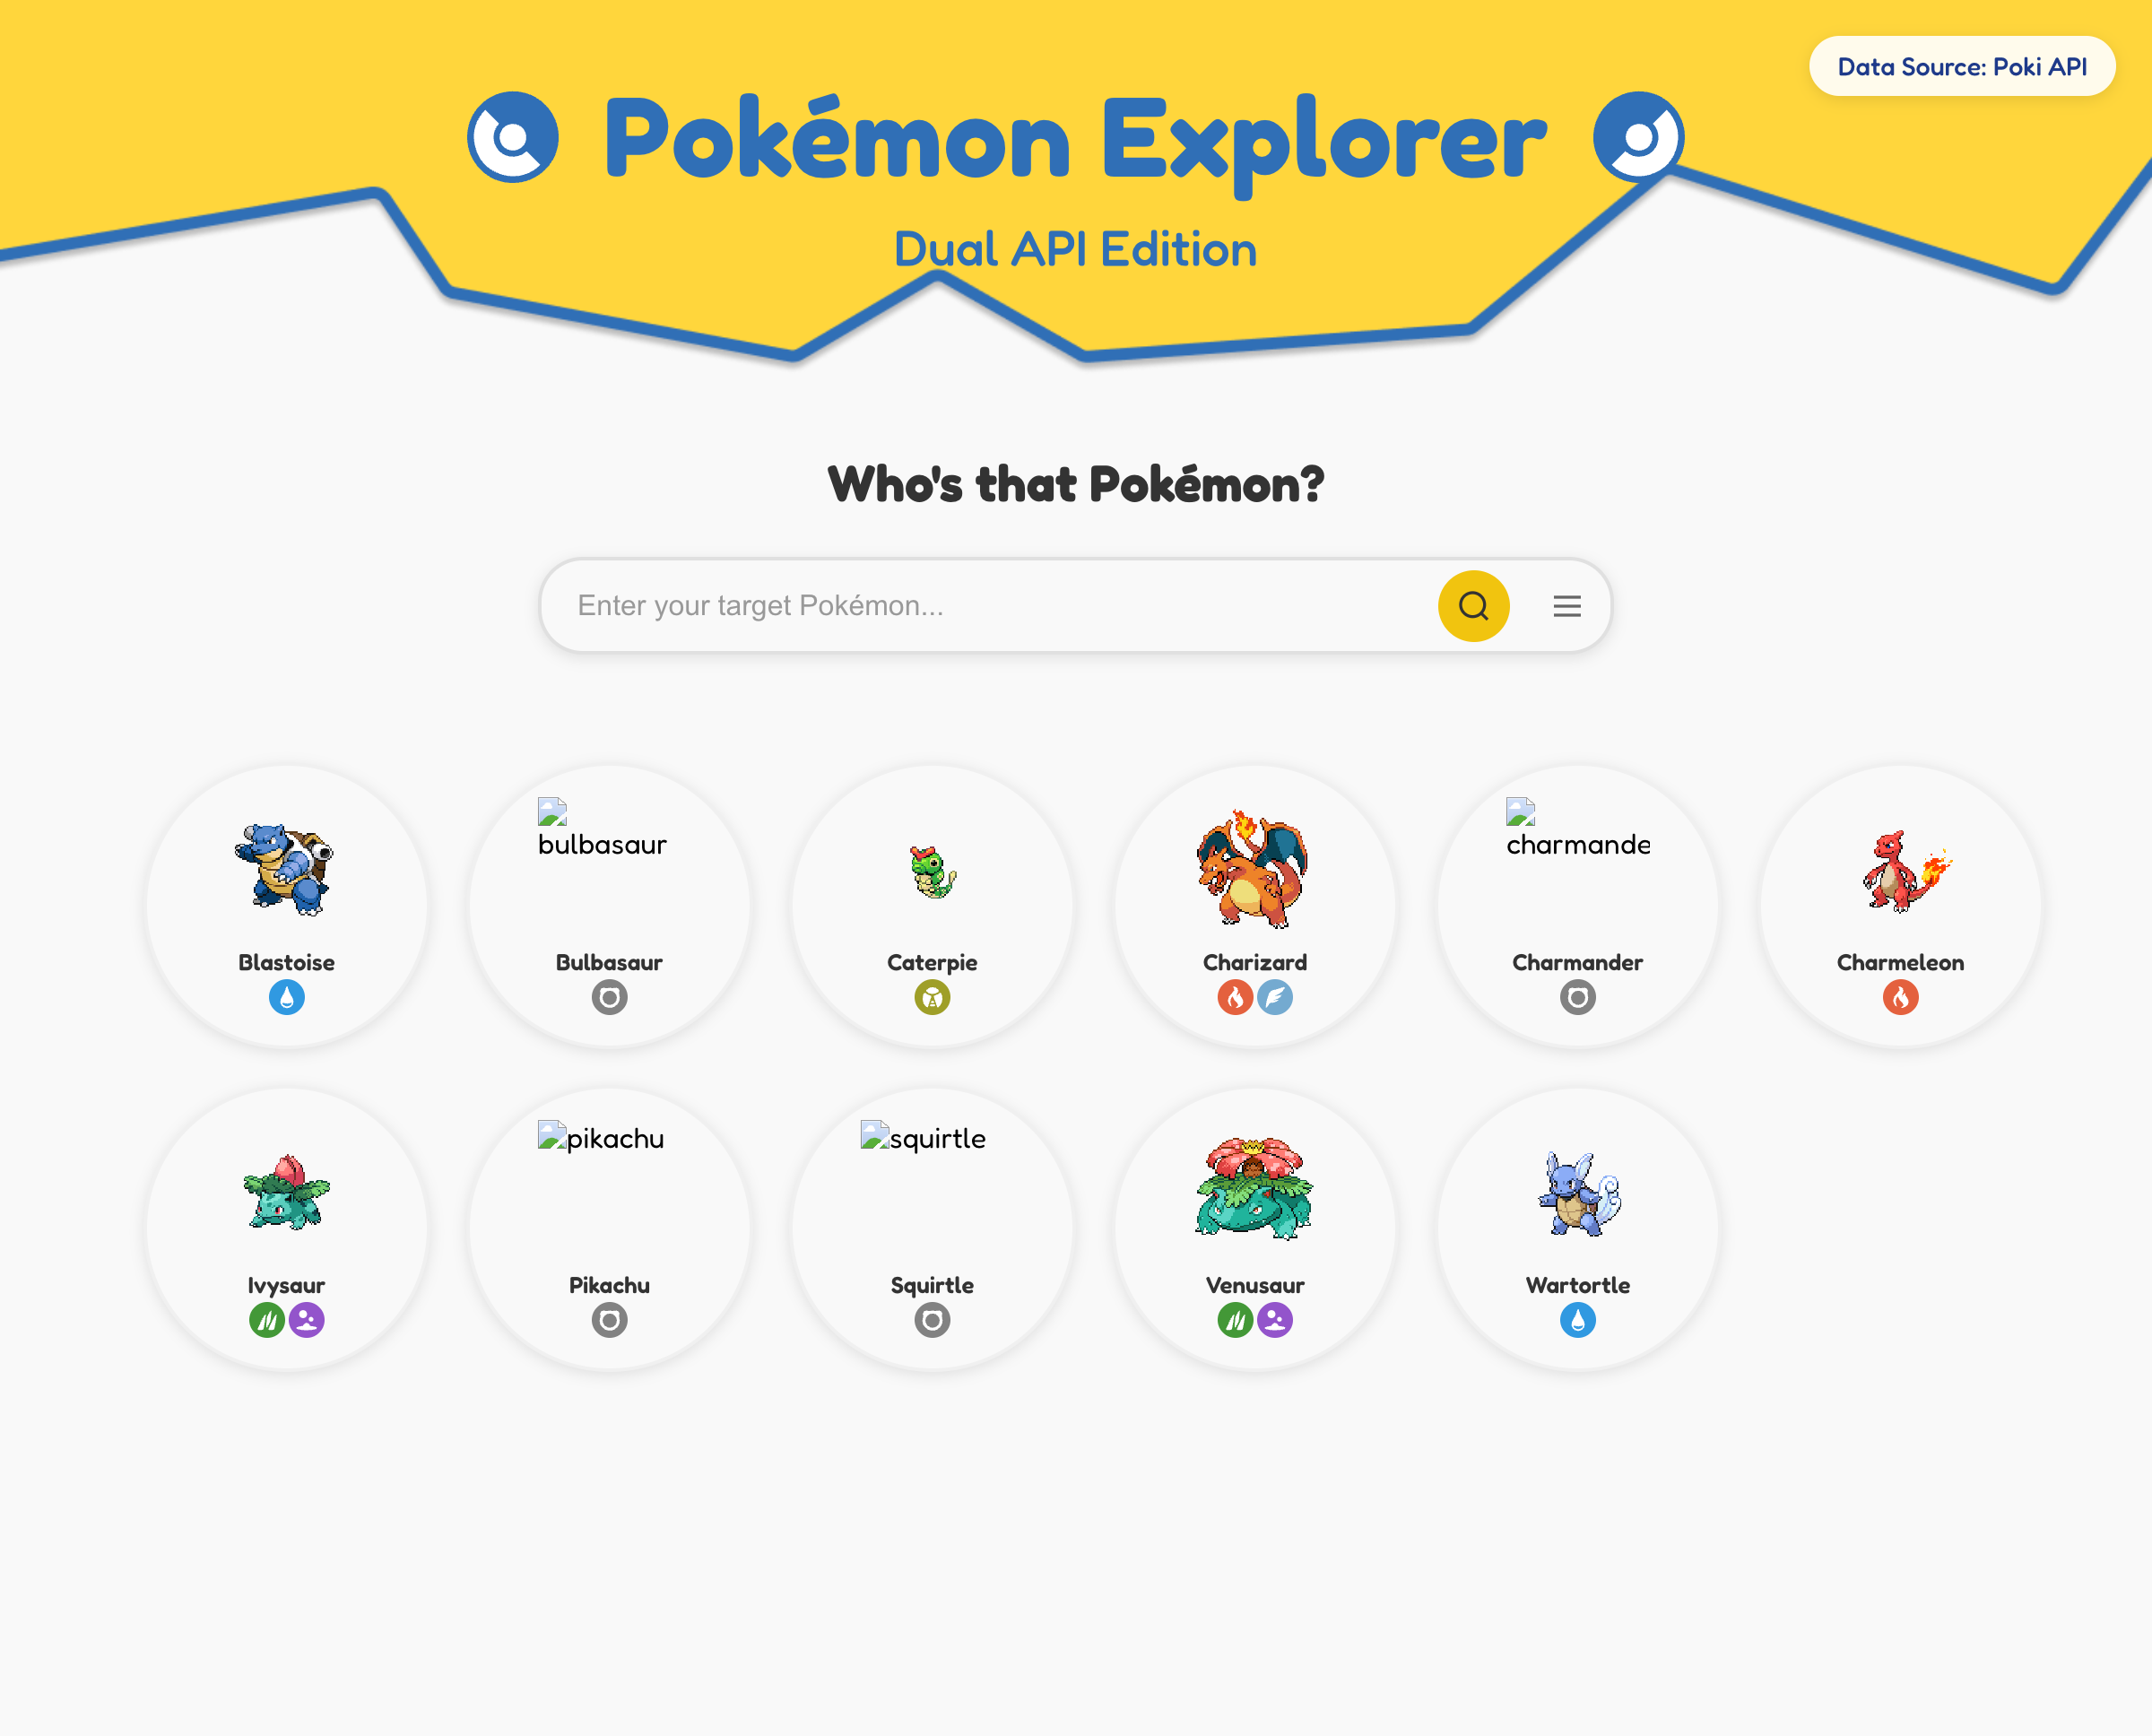 Data Source: Poki API
Pokémon Explorer
Dual API Edition
Who's that Pokémon?
Enter your target Pokémon...
bulbasaur
charmande
Blastoise
Bulbasaur
Caterpie
Charizard
Charmander
Charmeleon
pikachu
squirtle
Ivysaur
Pikachu
Squirtle
Venusaur
Wartortle